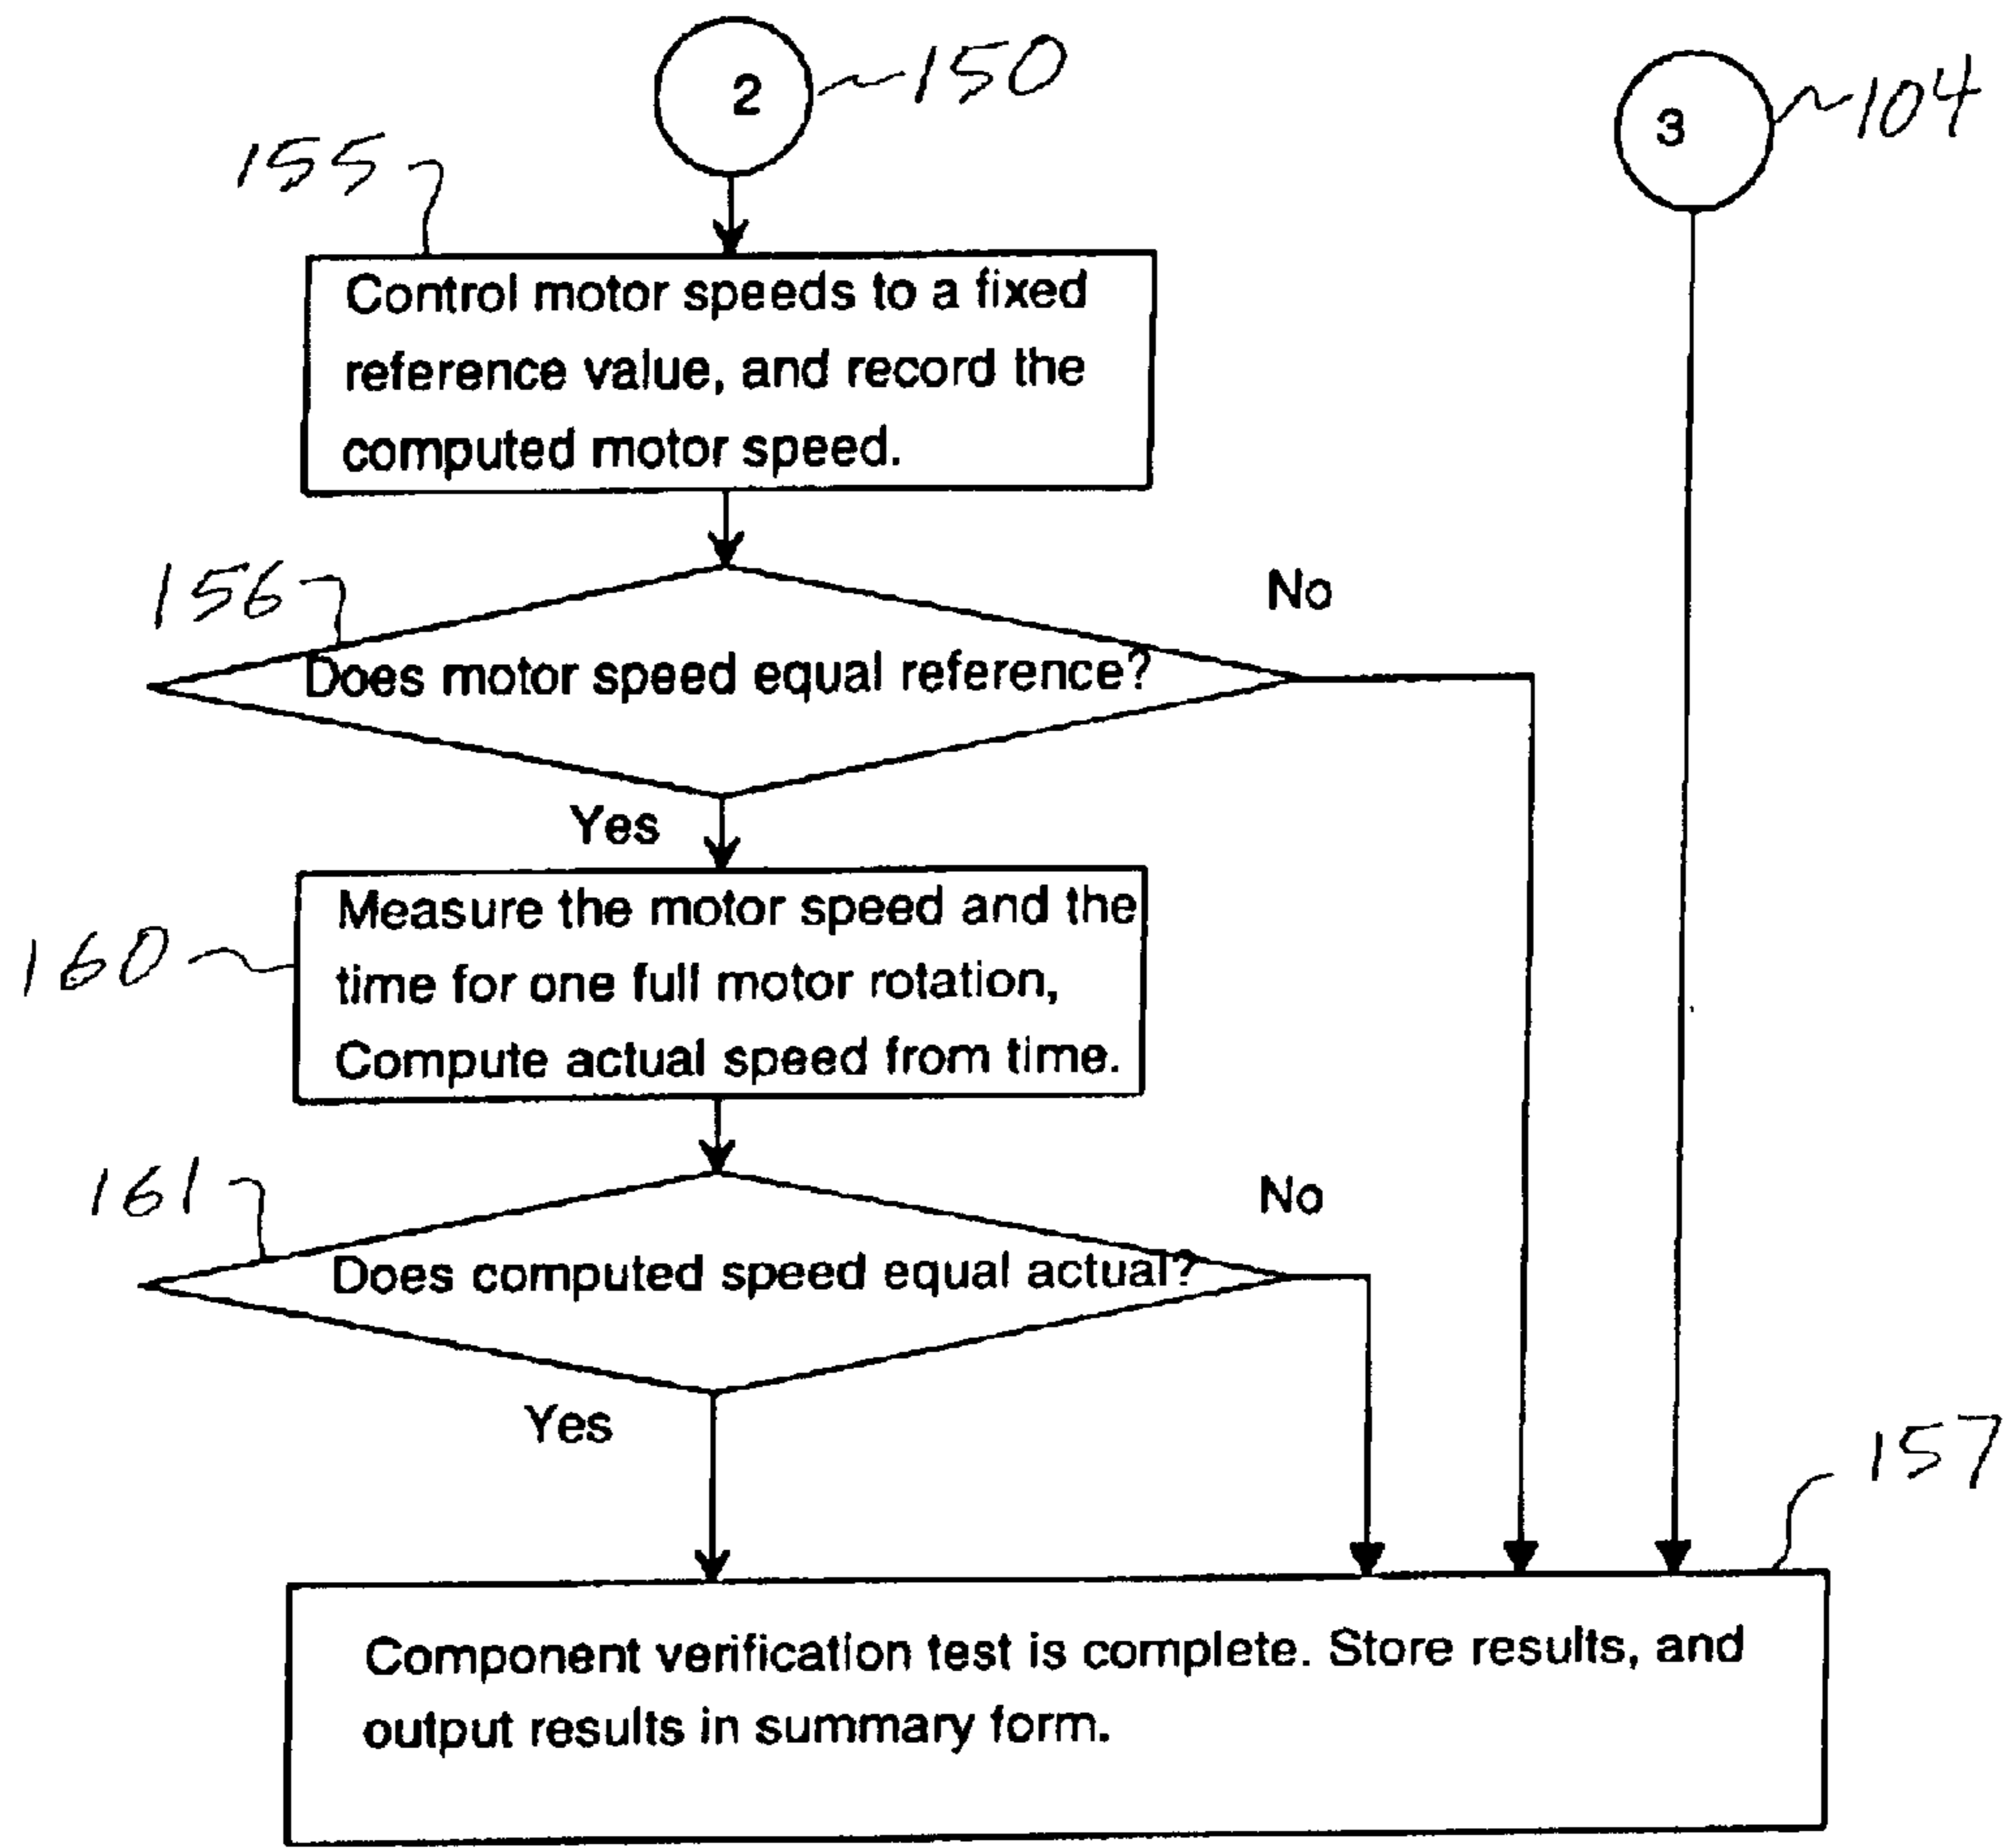 2
150
3
104
155
Control motor speeds to a fixed
reference value, and record the
computed motor speed.
156
No
Does motor speed equal reference?
Yes
160
Measure the motor speed and the
time for one full motor rotation,
Compute actual speed from time.
161
No
Does computed speed equal actual?
Yes
157
Component verification test is complete. Store results, and
output results in summary form.